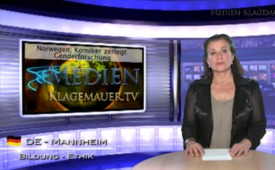 MEDIEN KLAGEMAUER
Norwegen: Komiker zerlegt
Genderforschung
MEDIEN
KLAGEMAUER.TV
DE - MANNHEIM
BILDUNG - ETHIK